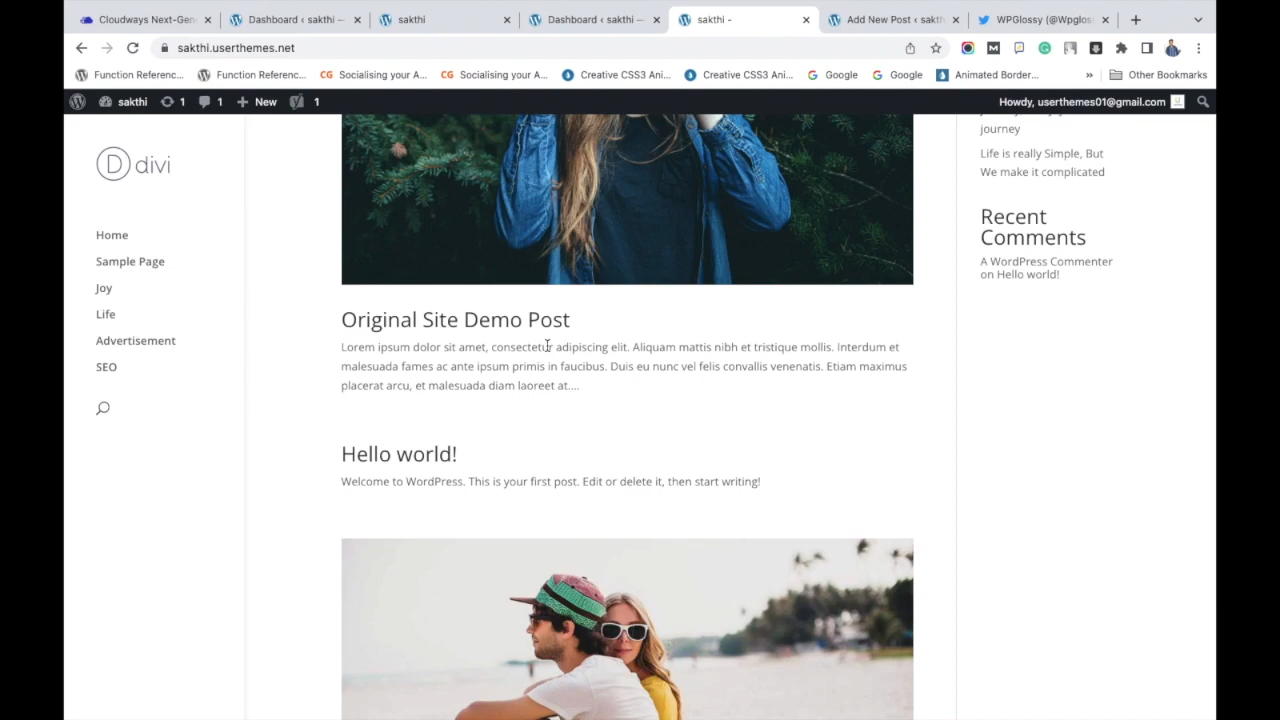 Cloudways Next-Gen
Dashboard ‹ sakthi —
sakthi
Dashboard ‹ sakthi —
sakthi -
Add New Post ‹ sakth
WPGlossy (@Wpglos
sakthi.userthemes.net
Function Referenc...
Function Referenc...
CG Socialising your A...
CG Socialising your A...
Creative CSS3 Ani...
Creative CSS3 Ani...
Google
Google
Animated Border...
»
Other Bookmarks
sakthi
1
1
+ New
1
Howdy, userthemes01@gmail.com
D divi
Home
Sample Page
Joy
Life
Advertisement
SEO
Original Site Demo Post
Lorem ipsum dolor sit amet, consectetur adipiscing elit. Aliquam mattis nibh et tristique mollis. Interdum et
malesuada fames ac ante ipsum primis in faucibus. Duis eu nunc vel felis convallis venenatis. Etiam maximus
placerat arcu, et malesuada diam laoreet at....
Hello world!
Welcome to WordPress. This is your first post. Edit or delete it, then start writing!
journey
Life is really Simple, But
We make it complicated
Recent
Comments
A WordPress Commenter
on Hello world!